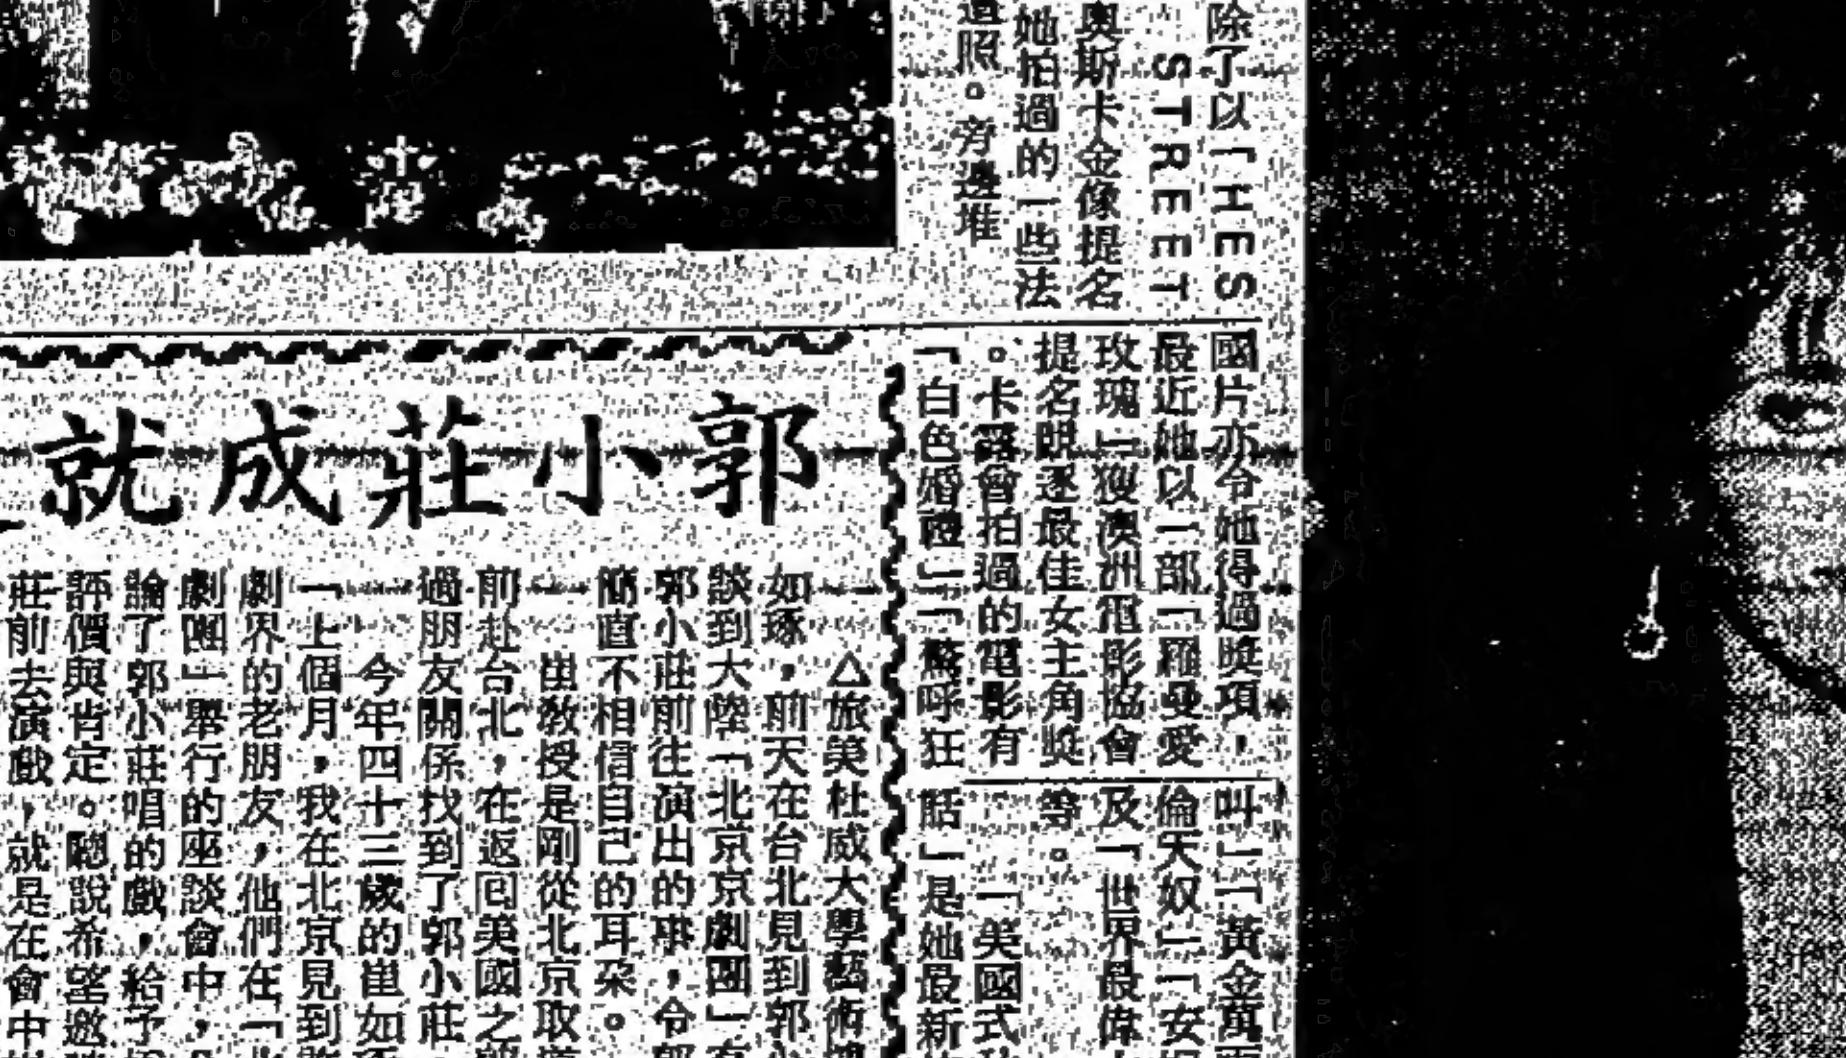 除了以「HES
STREET
奧斯卡金像提名
她拍過的一些法
遺照。旁邊堆
國片亦令她得過獎項，
最近她以一部「羅曼愛
玫瑰」獲澳洲電影協會
提名角逐最佳女主角獎
。卡露曾拍過的電影有
「白色婚禮」「驚呼狂
叫」「黃金萬兩
倫天奴」「安妮
及「世界最偉
等。
「美國式
話」是她最新
郭小莊成就
△旅美杜威大學藝術
如琢，前天在台北見到郭小
談到大陸「北京京劇團」有
郭小莊前往演出的事，令
簡直不相信自己的耳朵。
崑教授是剛從北京取道
前赴台北，在返回美國之
過朋友關係找到了郭小莊
今年四十三歲的崑如琢
「上個月，我在北京見到
劇界的老朋友，他們在「北
劇團」舉行的座談會中，
論了郭小莊唱的戲，給予
評價與肯定。聽說希望邀
莊前去演戲，就是在會中